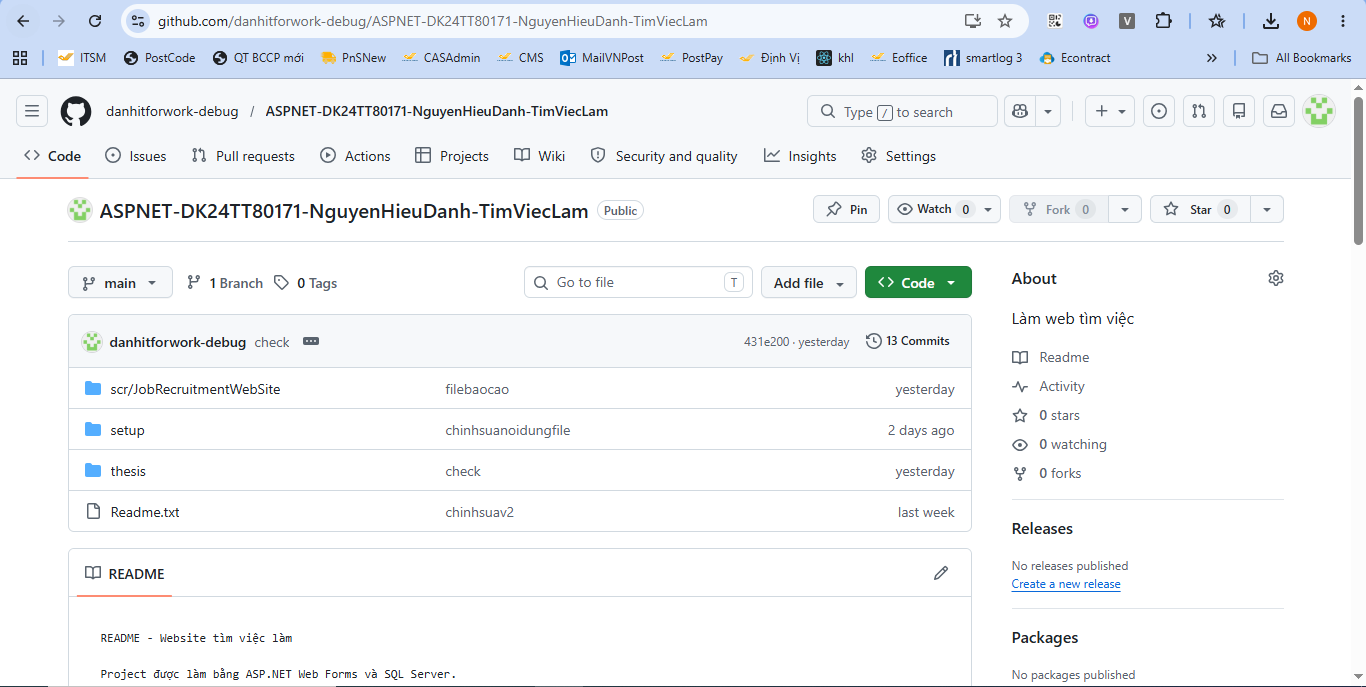 github.com/danhitforwork-debug/ASPNET-DK24TT80171-NguyenHieuDanh-TimViecLam
V
N
ITSM PostCode QT BCCP mới PnSNew CASAdmin CMS MailVNPost PostPay Định Vị khl Eoffice smartlog 3 Econtract » All Bookmarks
danhitforwork-debug / ASPNET-DK24TT80171-NguyenHieuDanh-TimViecLam
Type / to search
Code Issues Pull requests Actions Projects Wiki Security and quality Insights Settings
ASPNET-DK24TT80171-NguyenHieuDanh-TimViecLam Public
Pin Watch 0 Fork 0 Star 0
main 1 Branch 0 Tags
Go to file T Add file Code
danhitforwork-debug check 431e200 · yesterday 13 Commits
scr/JobRecruitmentWebSite filebaocao yesterday
setup chinhsuanoidungfile 2 days ago
thesis check yesterday
Readme.txt chinhsuav2 last week
README
README - Website tìm việc làm
Project được làm bằng ASP.NET Web Forms và SQL Server.
About
Làm web tìm việc
Readme
Activity
0 stars
0 watching
0 forks
Releases
No releases published
Create a new release
Packages
No packages published